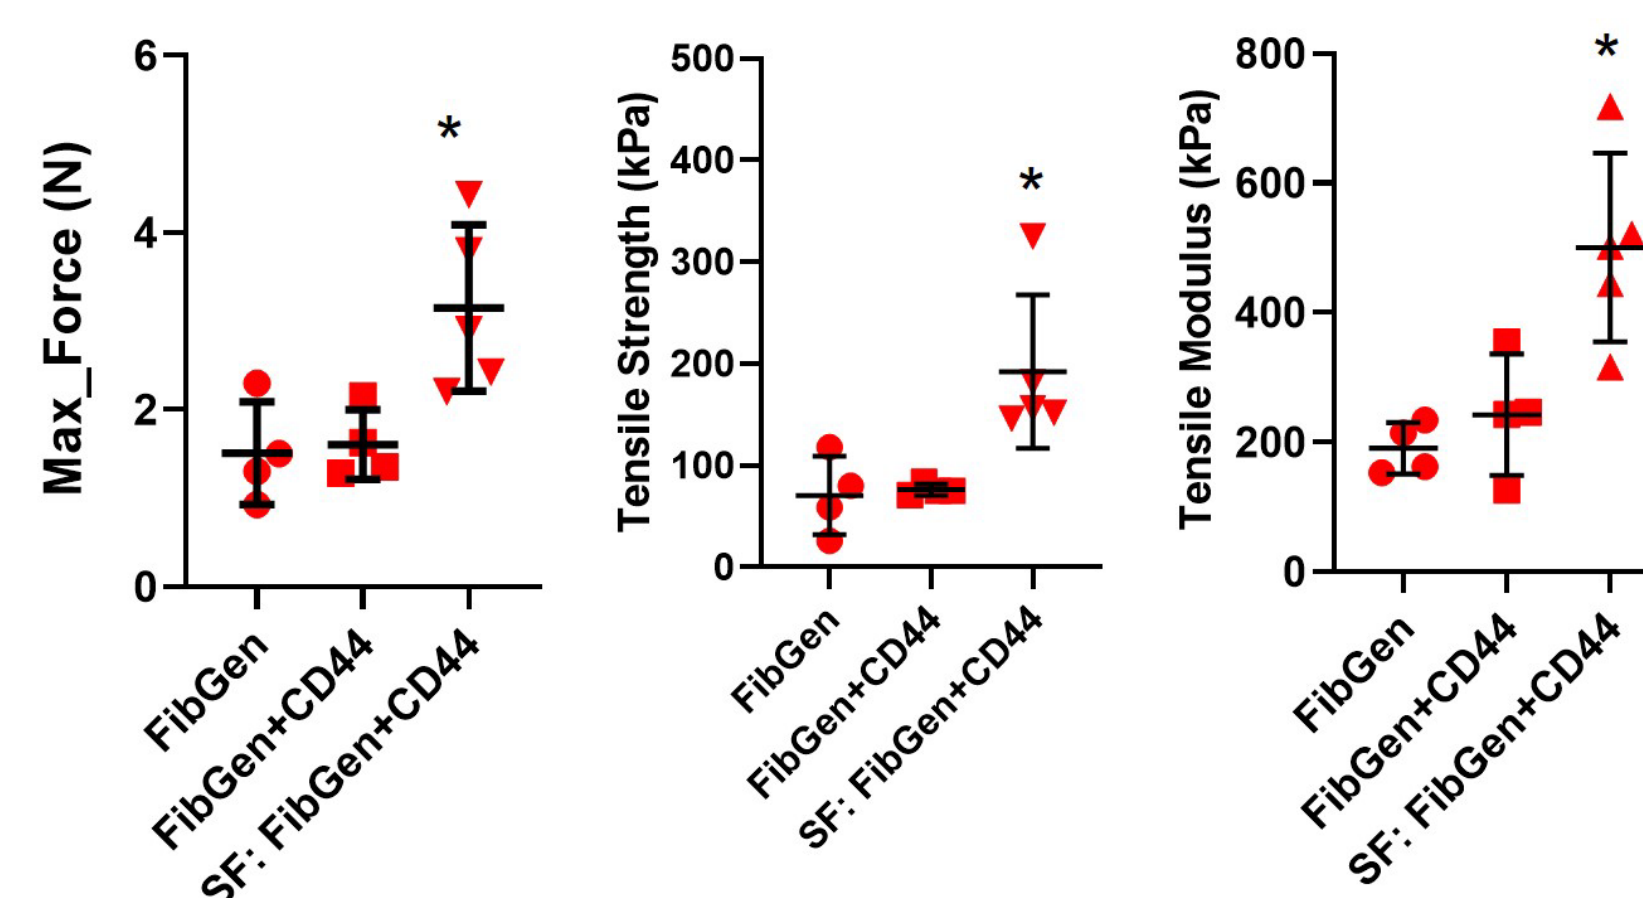 Max_Force (N)
6
4
2
0
FibGen
FibGen+CD44
SF: FibGen+CD44
*
Tensile Strength (kPa)
500
400
300
200
100
0
FibGen
FibGen+CD44
SF: FibGen+CD44
*
Tensile Modulus (kPa)
800
600
400
200
0
FibGen
FibGen+CD44
SF: FibGen+CD44
*